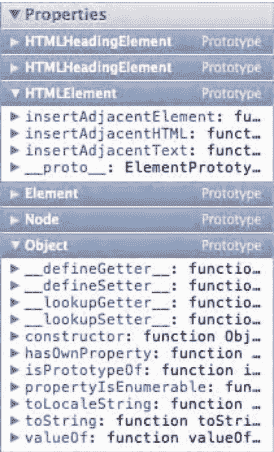 Properties
HTMLHeadingElement Prototype
HTMLHeadingElement Prototype
HTMLElement Prototype
insertAdjacentElement: fu…
insertAdjacentHTML: funct…
insertAdjacentText: funct…
__proto__: ElementPrototy…
Element Prototype
Node Prototype
Object Prototype
__defineGetter__: functio…
__defineSetter__: functio…
__lookupGetter__: functio…
__lookupSetter__: functio…
constructor: function Obj…
hasOwnProperty: function …
isPrototypeOf: function i…
propertyIsEnumerable: fun…
toLocaleString: function …
toString: function toStri…
valueOf: function valueOf…